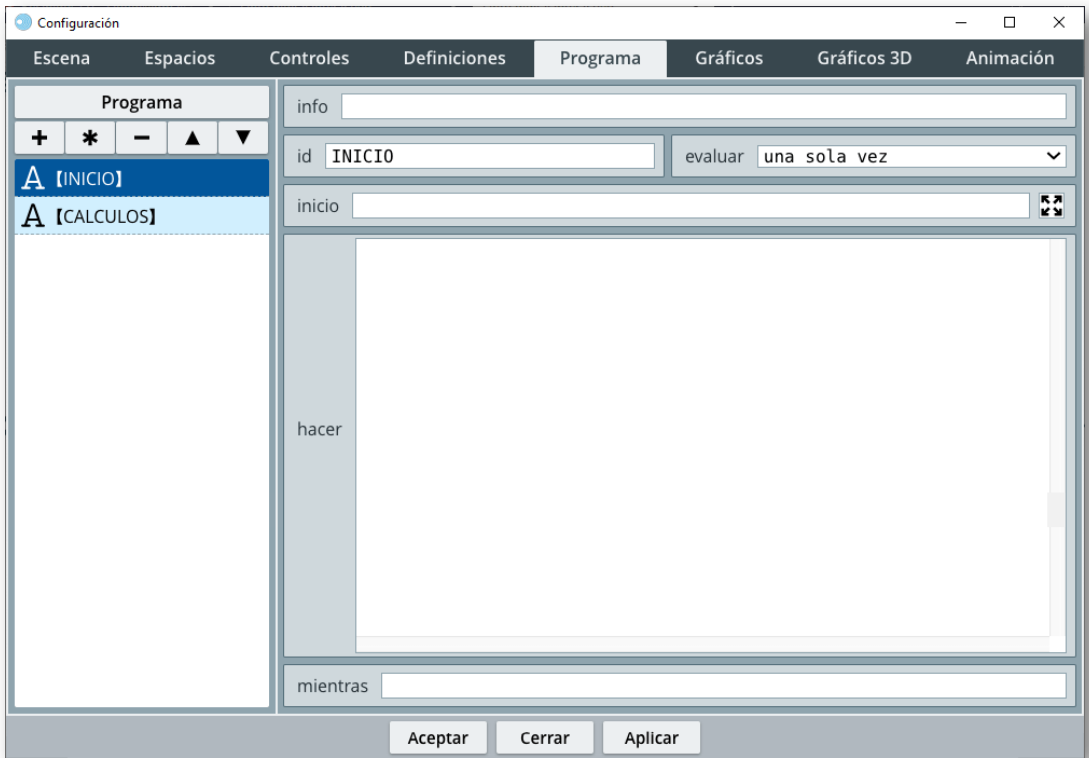 Configuración
Escena Espacios Controles Definiciones Programa Gráficos Gráficos 3D Animación
Programa
+ * − ▲ ▼
A 【INICIO】
A 【CALCULOS】
info
id INICIO evaluar una sola vez
inicio
hacer
mientras
Aceptar Cerrar Aplicar